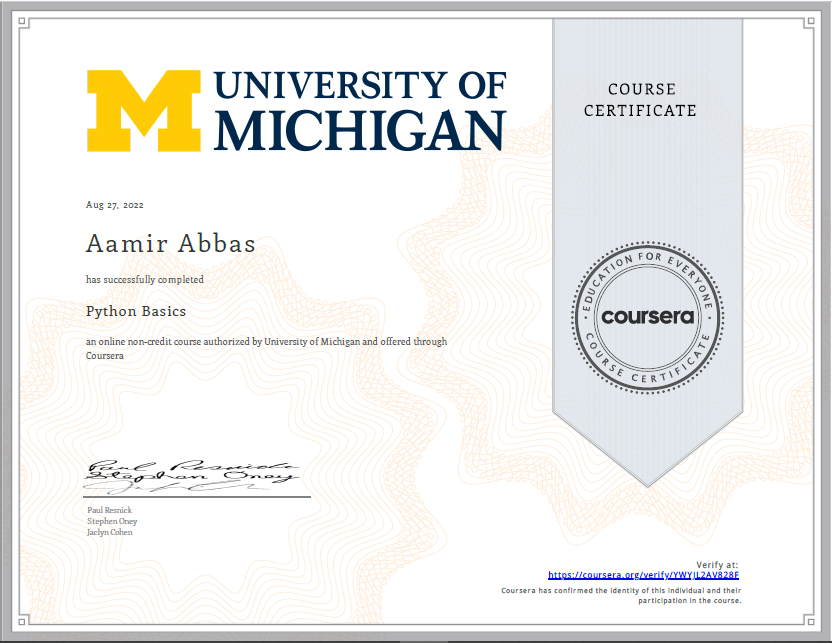 UNIVERSITY OF
MICHIGAN
COURSE
CERTIFICATE
Aug 27, 2022
Aamir Abbas
has successfully completed
Python Basics
an online non-credit course authorized by University of Michigan and offered through
Coursera
EDUCATION FOR EVERYONE
coursera
COURSE CERTIFICATE
Paul Resnick
Stephen Oney
Paul Resnick
Stephen Oney
Jaclyn Cohen
Verify at:
https://coursera.org/verify/YWYJL2AV828E
Coursera has confirmed the identity of this individual and their
participation in the course.